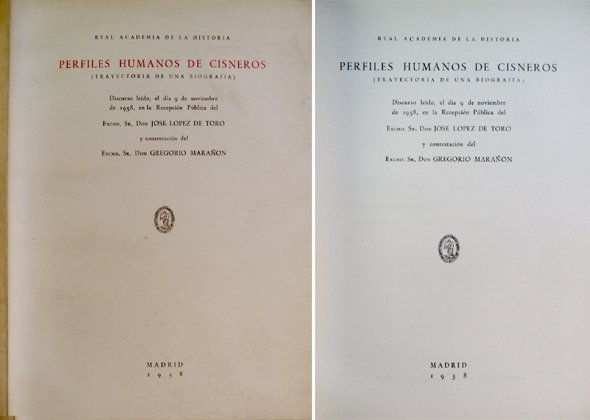 REAL ACADEMIA DE LA HISTORIA
PERFILES HUMANOS DE CISNEROS
(TRAYECTORIA DE UNA BIOGRAFIA)
Discurso leído, el día 9 de noviembre
de 1958, en la Recepción Pública del
EXCMO. SR. DON JOSE LOPEZ DE TORO
y contestación del
EXCMO. SR. DON GREGORIO MARAÑON
MADRID
1958
REAL ACADEMIA DE LA HISTORIA
PERFILES HUMANOS DE CISNEROS
(TRAYECTORIA DE UNA BIOGRAFIA)
Discurso leído, el día 9 de noviembre
de 1958, en la Recepción Pública del
EXCMO. SR. DON JOSE LOPEZ DE TORO
y contestación del
EXCMO. SR. DON GREGORIO MARAÑON
MADRID
1958